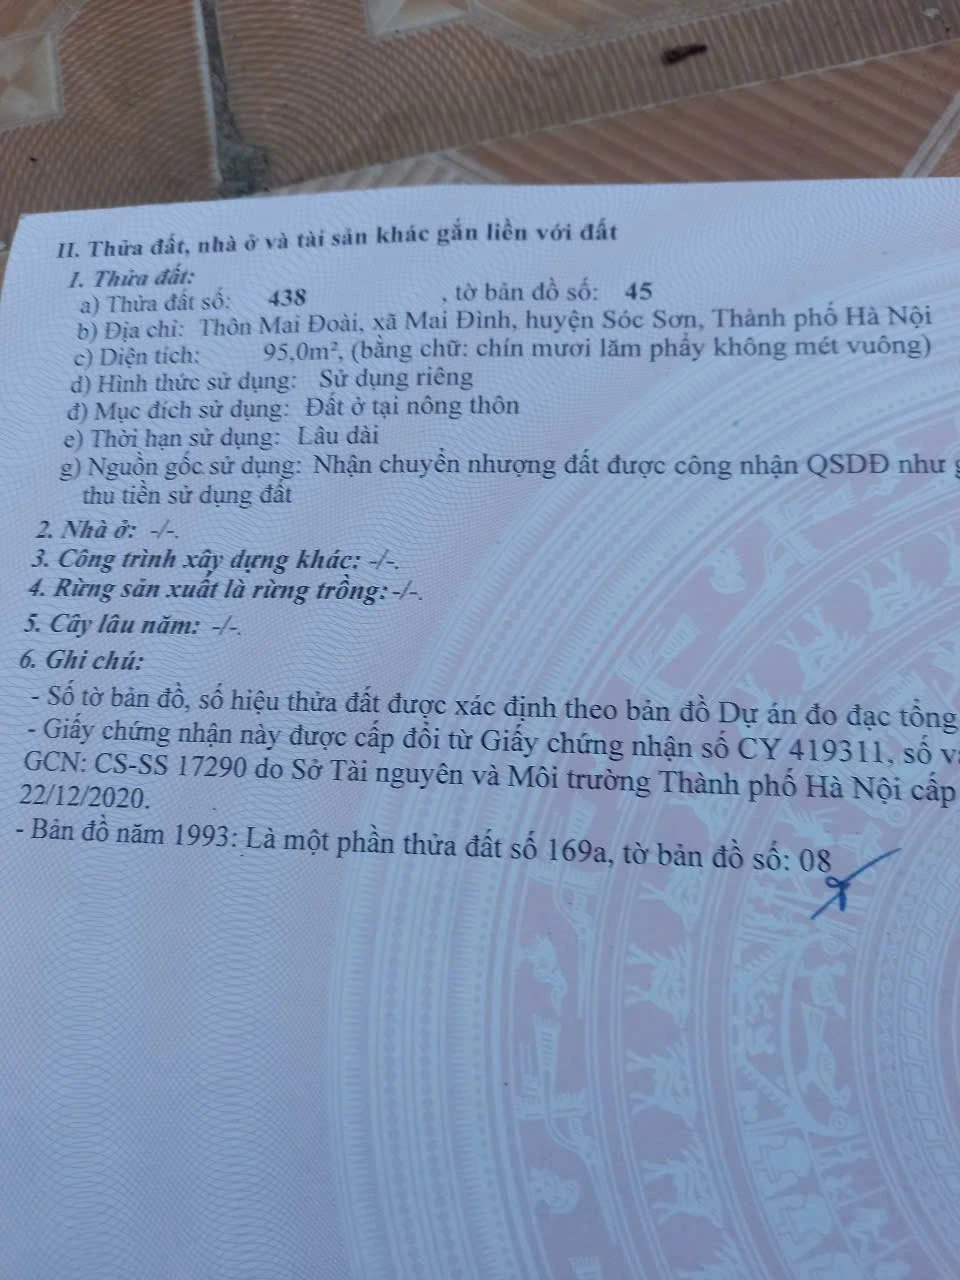 II. Thửa đất, nhà ở và tài sản khác gắn liền với đất
1. Thửa đất:
a) Thửa đất số: 438 , tờ bản đồ số: 45
b) Địa chỉ: Thôn Mai Đoài, xã Mai Đình, huyện Sóc Sơn, Thành phố Hà Nội
c) Diện tích: 95,0m², (bằng chữ: chín mươi lăm phẩy không mét vuông)
d) Hình thức sử dụng: Sử dụng riêng
đ) Mục đích sử dụng: Đất ở tại nông thôn
e) Thời hạn sử dụng: Lâu dài
g) Nguồn gốc sử dụng: Nhận chuyển nhượng đất được công nhận QSDĐ như
thu tiền sử dụng đất
2. Nhà ở: -/-.
3. Công trình xây dựng khác: -/-.
4. Rừng sản xuất là rừng trồng: -/-.
5. Cây lâu năm: -/-.
6. Ghi chú:
- Số tờ bản đồ, số hiệu thửa đất được xác định theo bản đồ Dự án đo đạc tổng
- Giấy chứng nhận này được cấp đổi từ Giấy chứng nhận số CY 419311, số
GCN: CS-SS 17290 do Sở Tài nguyên và Môi trường Thành phố Hà Nội cấp
22/12/2020.
- Bản đồ năm 1993: Là một phần thửa đất số 169a, tờ bản đồ số: 08